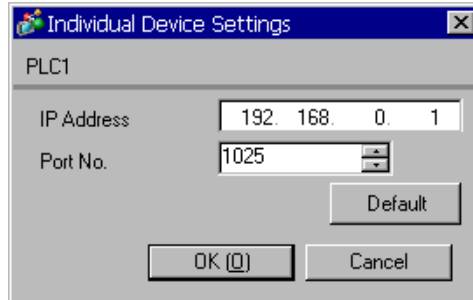 Individual Device Settings
PLC1
IP Address 192. 168. 0. 1
Port No. 1025
Default
OK (O) Cancel